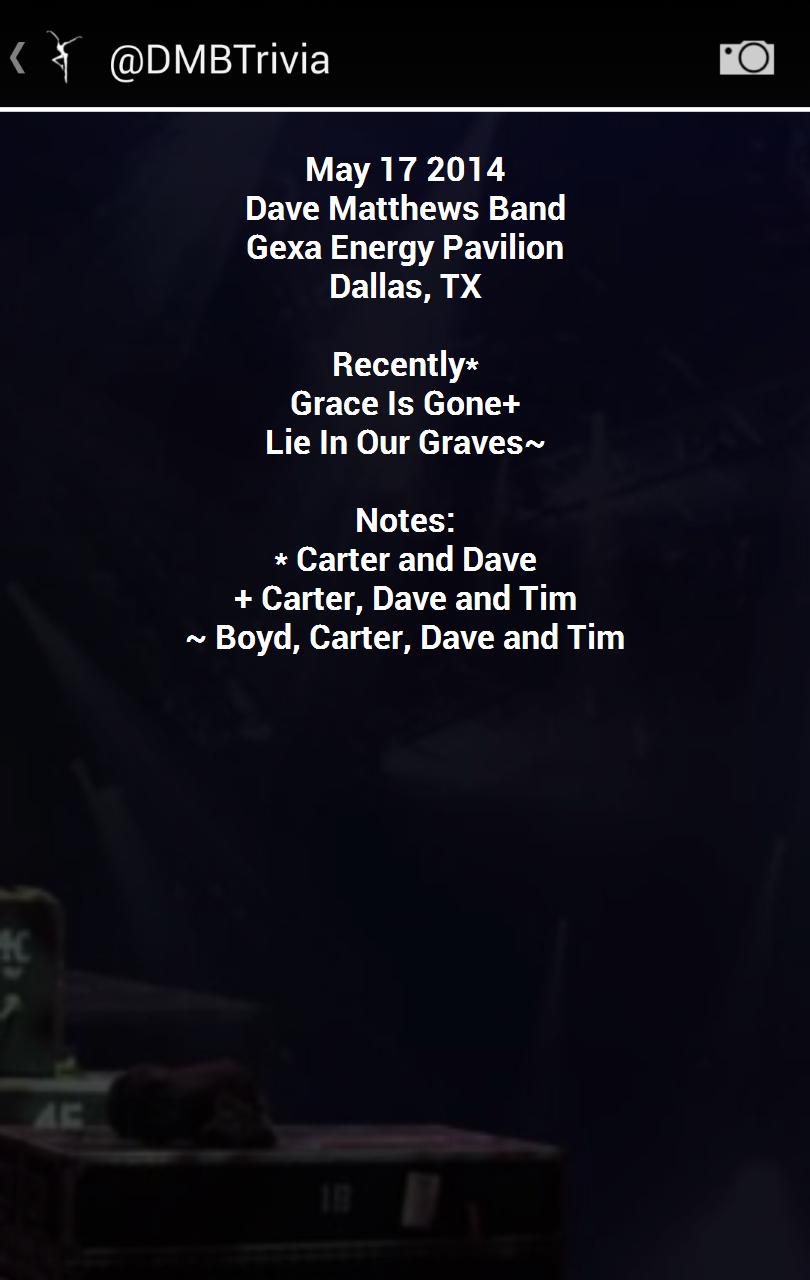 @DMBTrivia
May 17 2014
Dave Matthews Band
Gexa Energy Pavilion
Dallas, TX
Recently*
Grace Is Gone+
Lie In Our Graves~
Notes:
* Carter and Dave
+ Carter, Dave and Tim
~ Boyd, Carter, Dave and Tim